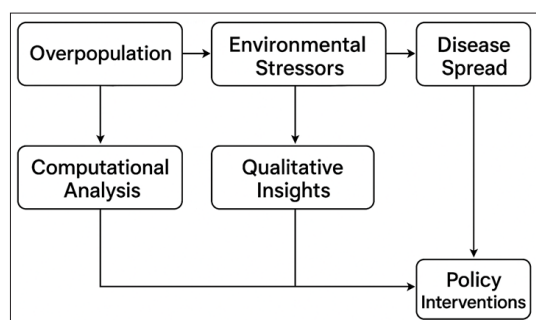 Overpopulation
Environmental
Stressors
Disease
Spread
Computational
Analysis
Qualitative
Insights
Policy
Interventions